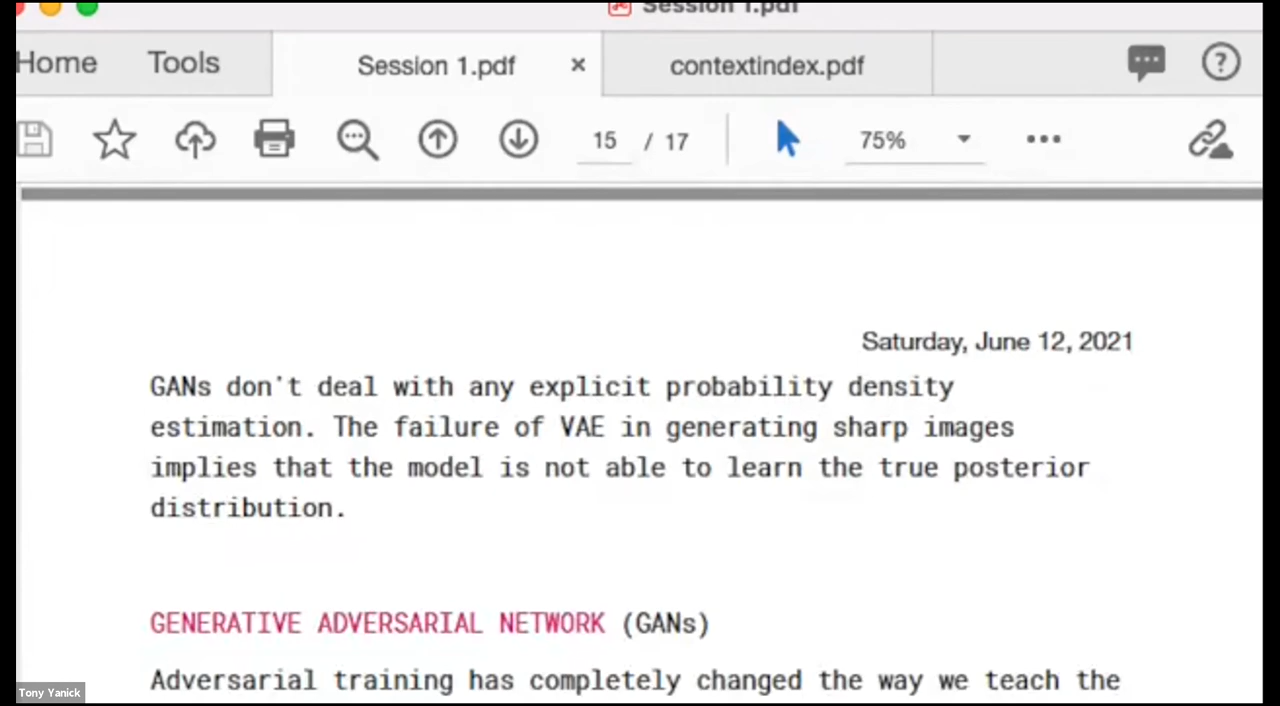 Session 1.pdf
Home Tools Session 1.pdf × contextindex.pdf
15 / 17 75%
Saturday, June 12, 2021
GANs don't deal with any explicit probability density
estimation. The failure of VAE in generating sharp images
implies that the model is not able to learn the true posterior
distribution.
GENERATIVE ADVERSARIAL NETWORK (GANs)
Adversarial training has completely changed the way we teach the
Tony Yanick